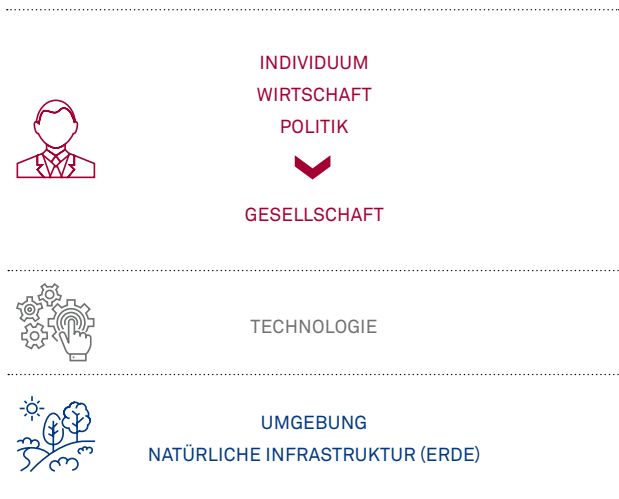 INDIVIDUUM
WIRTSCHAFT
POLITIK
GESELLSCHAFT
TECHNOLOGIE
UMGEBUNG
NATÜRLICHE INFRASTRUKTUR (ERDE)